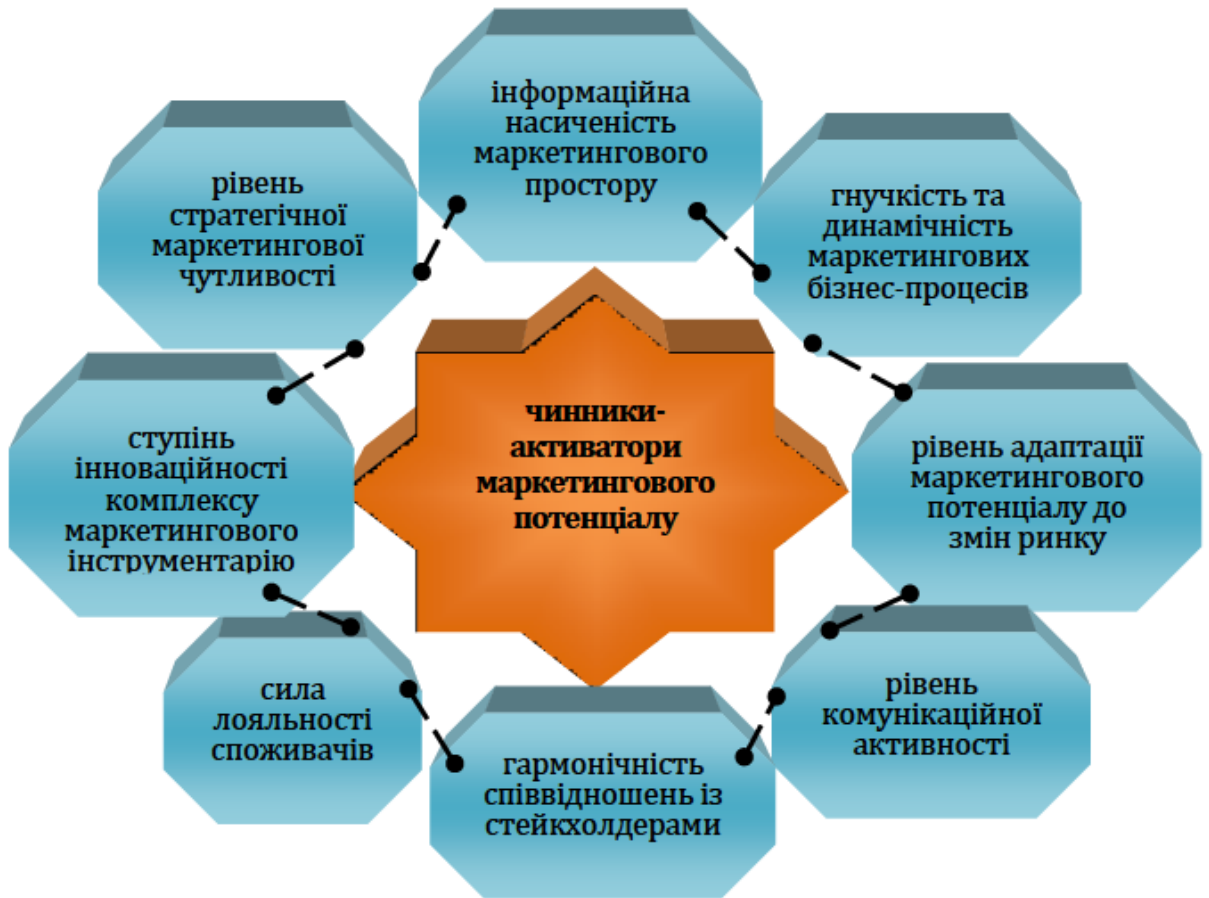 інформаційна
насиченість
маркетингового
простору
гнучкість та
динамічність
маркетингових
бізнес-процесів
рівень адаптації
маркетингового
потенціалу до
змін ринку
рівень
комунікаційної
активності
гармонічність
співвідношень із
стейкхолдерами
сила
лояльності
споживачів
ступінь
інноваційності
комплексу
маркетингового
інструментарію
рівень
стратегічної
маркетингової
чутливості
чинники-
активатори
маркетингового
потенціалу